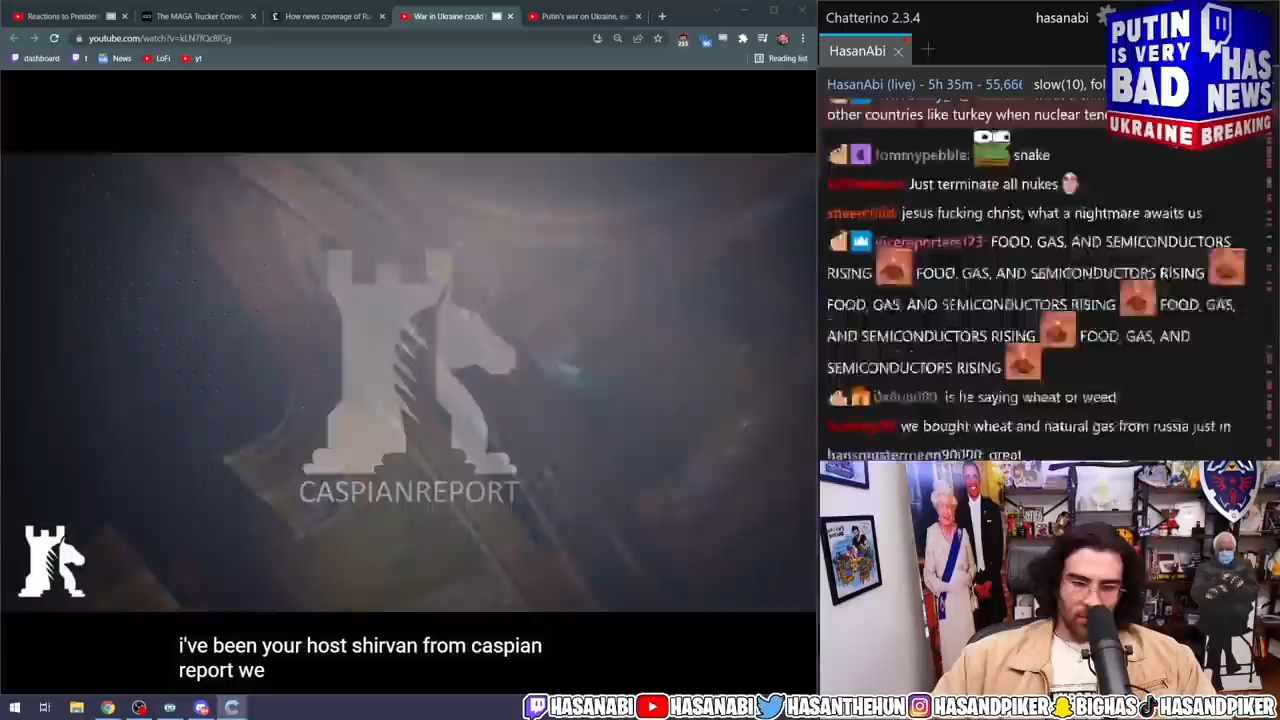 Reactions to Presiden
The MAGA Trucker Conv
How news coverage of Ru
War in Ukraine could
Putin's war on Ukraine, ex
youtube.com/watch?v=kLN7fQc8lGg
dashboard
t
News
LoFi
yt
Reading list
CASPIANREPORT
i've been your host shirvan from caspian
report we
Chatterino 2.3.4
hasanabi
HasanAbi
HasanAbi (live) - 5h 35m - 55,66
slow(10), fol
PUTIN
IS VERY
BAD
HAS
NEWS
UKRAINE BREAKING
other countries like turkey when nuclear
snake
Just terminate all nukes
jesus fucking christ, what a nightmare awaits us
FOOD, GAS, AND SEMICONDUCTORS
RISING FOOD, GAS, AND SEMICONDUCTORS RISING
FOOD, GAS, AND SEMICONDUCTORS RISING FOOD, GAS,
AND SEMICONDUCTORS RISING FOOD, GAS, AND
SEMICONDUCTORS RISING
is he saying wheat or weed
we bought wheat and natural gas from russia just in
great
HASANABI
HASANABI
HASANTHEHUN
HASANDPIKER
BIGHAS
HASANDPIKER